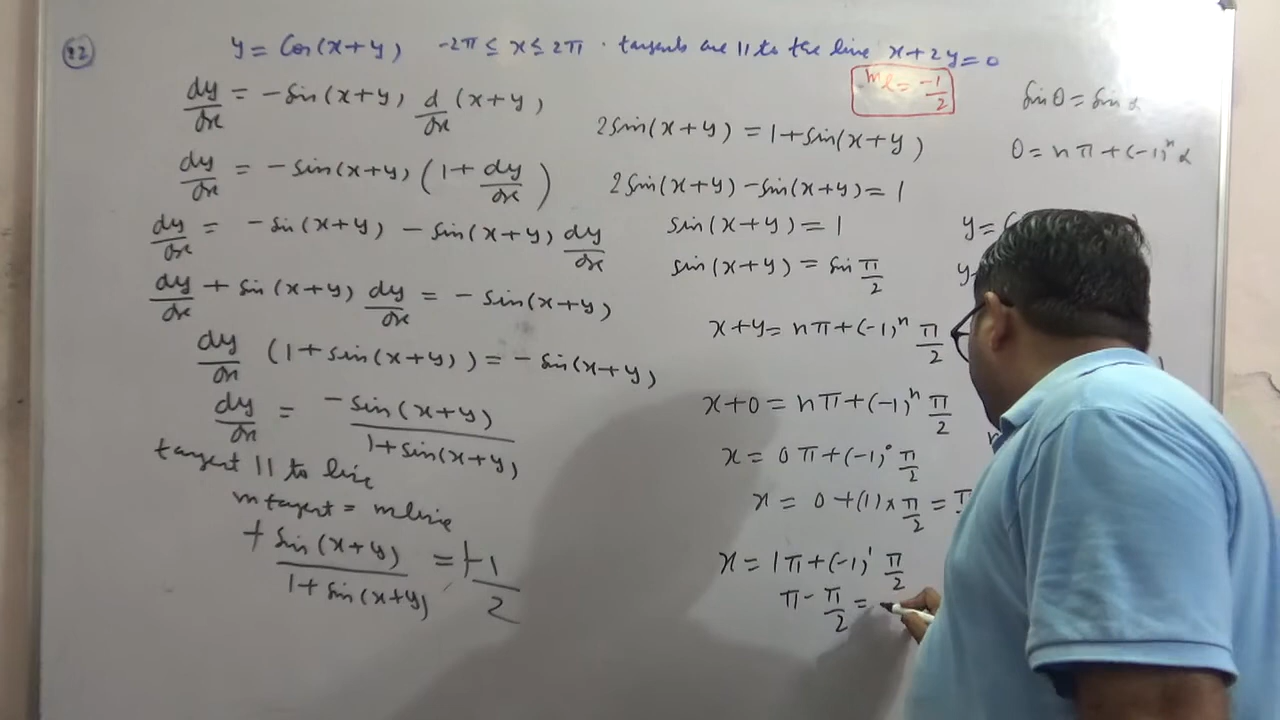 22
y = Cos(x+y) -2π ≤ x ≤ 2π . tangents are || to the line x+2y=0
dy/dx = -Sin(x+y) d/dx (x+y)
dy/dx = -sin(x+y) (1+ dy/dx)
dy/dx = -sin(x+y) - sin(x+y) dy/dx
dy/dx + sin(x+y) dy/dx = - sin(x+y)
dy/dx (1+sin(x+y)) = - sin(x+y)
dy/dx = -sin(x+y)/1+sin(x+y)
tangent || to line
m tangent = m line
+ sin(x+y)/1+sin(x+y) = +1/2
ml = -1/2
2sin(x+y) = 1+sin(x+y)
2sin(x+y) - sin(x+y) = 1
sin(x+y) = 1
sin(x+y) = sin π/2
x+y = nπ+(-1)ⁿ π/2
x+0 = nπ+(-1)ⁿ π/2
x = 0π+(-1)⁰ π/2
x = 0+(1)× π/2 =
x = 1π+(-1)¹ π/2
π - π/2 =
Sinθ = Sin α
θ = nπ+(-1)ⁿ α
y =
y